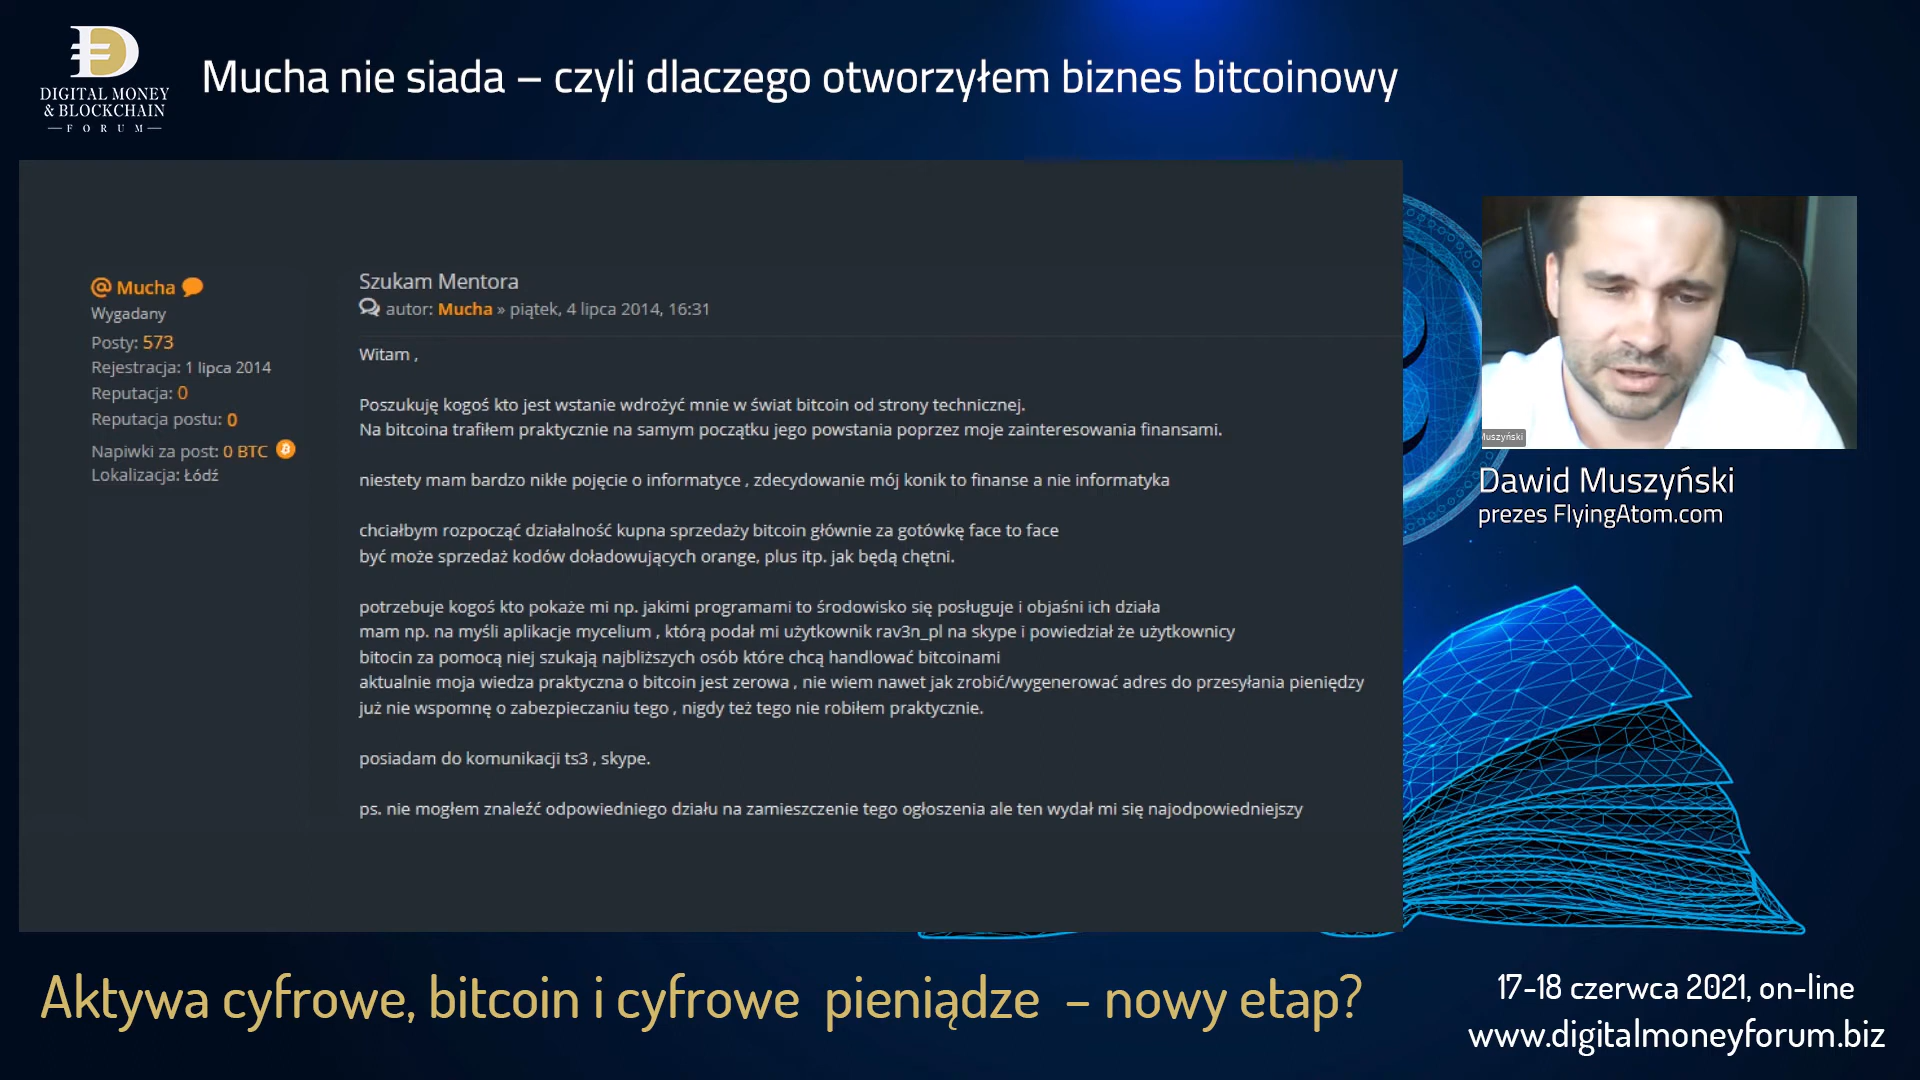 DIGITAL MONEY
& BLOCKCHAIN
FORUM
Mucha nie siada – czyli dlaczego otworzyłem biznes bitcoinowy
@ Mucha
Wygadany
Posty: 573
Rejestracja: 1 lipca 2014
Reputacja: 0
Reputacja postu: 0
Napiwki za post: 0 BTC
Lokalizacja: Łódź
Szukam Mentora
autor: Mucha » piątek, 4 lipca 2014, 16:31
Witam ,
Poszukuję kogoś kto jest wstanie wdrożyć mnie w świat bitcoin od strony technicznej.
Na bitcoina trafiłem praktycznie na samym początku jego powstania poprzez moje zainteresowania finansami.
niestety mam bardzo nikłe pojęcie o informatyce , zdecydowanie mój konik to finanse a nie informatyka
chciałbym rozpocząć działalność kupna sprzedaży bitcoin głównie za gotówkę face to face
być może sprzedaż kodów doładowujących orange, plus itp. jak będą chętni.
potrzebuje kogoś kto pokaże mi np. jakimi programami to środowisko się posługuje i objaśni ich działa
mam np. na myśli aplikacje mycelium , którą podał mi użytkownik rav3n_pl na skype i powiedział że użytkownicy
bitocin za pomocą niej szukają najbliższych osób które chcą handlować bitcoinami
aktualnie moja wiedza praktyczna o bitcoin jest zerowa , nie wiem nawet jak zrobić/wygenerować adres do przesyłania pieniędzy
już nie wspomnę o zabezpieczaniu tego , nigdy też tego nie robiłem praktycznie.
posiadam do komunikacji ts3 , skype.
ps. nie mogłem znaleźć odpowiedniego działu na zamieszczenie tego ogłoszenia ale ten wydał mi się najodpowiedniejszy
Muszyński
Dawid Muszyński
prezes FlyingAtom.com
Aktywa cyfrowe, bitcoin i cyfrowe pieniądze – nowy etap?
17-18 czerwca 2021, on-line
www.digitalmoneyforum.biz